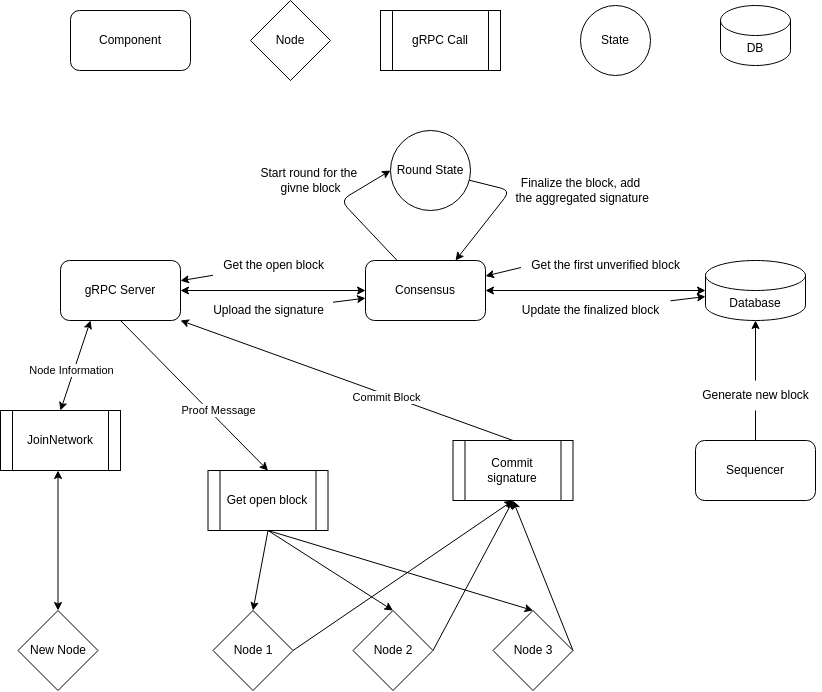 Component
Node
gRPC Call
State
DB
Round State
Start round for the
givne block
Finalize the block, add
the aggregated signature
Get the open block
Get the first unverified block
gRPC Server
Consensus
Database
Upload the signature
Update the finalized block
Node Information
Proof Message
Commit Block
Generate new block
JoinNetwork
Get open block
Commit
signature
Sequencer
New Node
Node 1
Node 2
Node 3